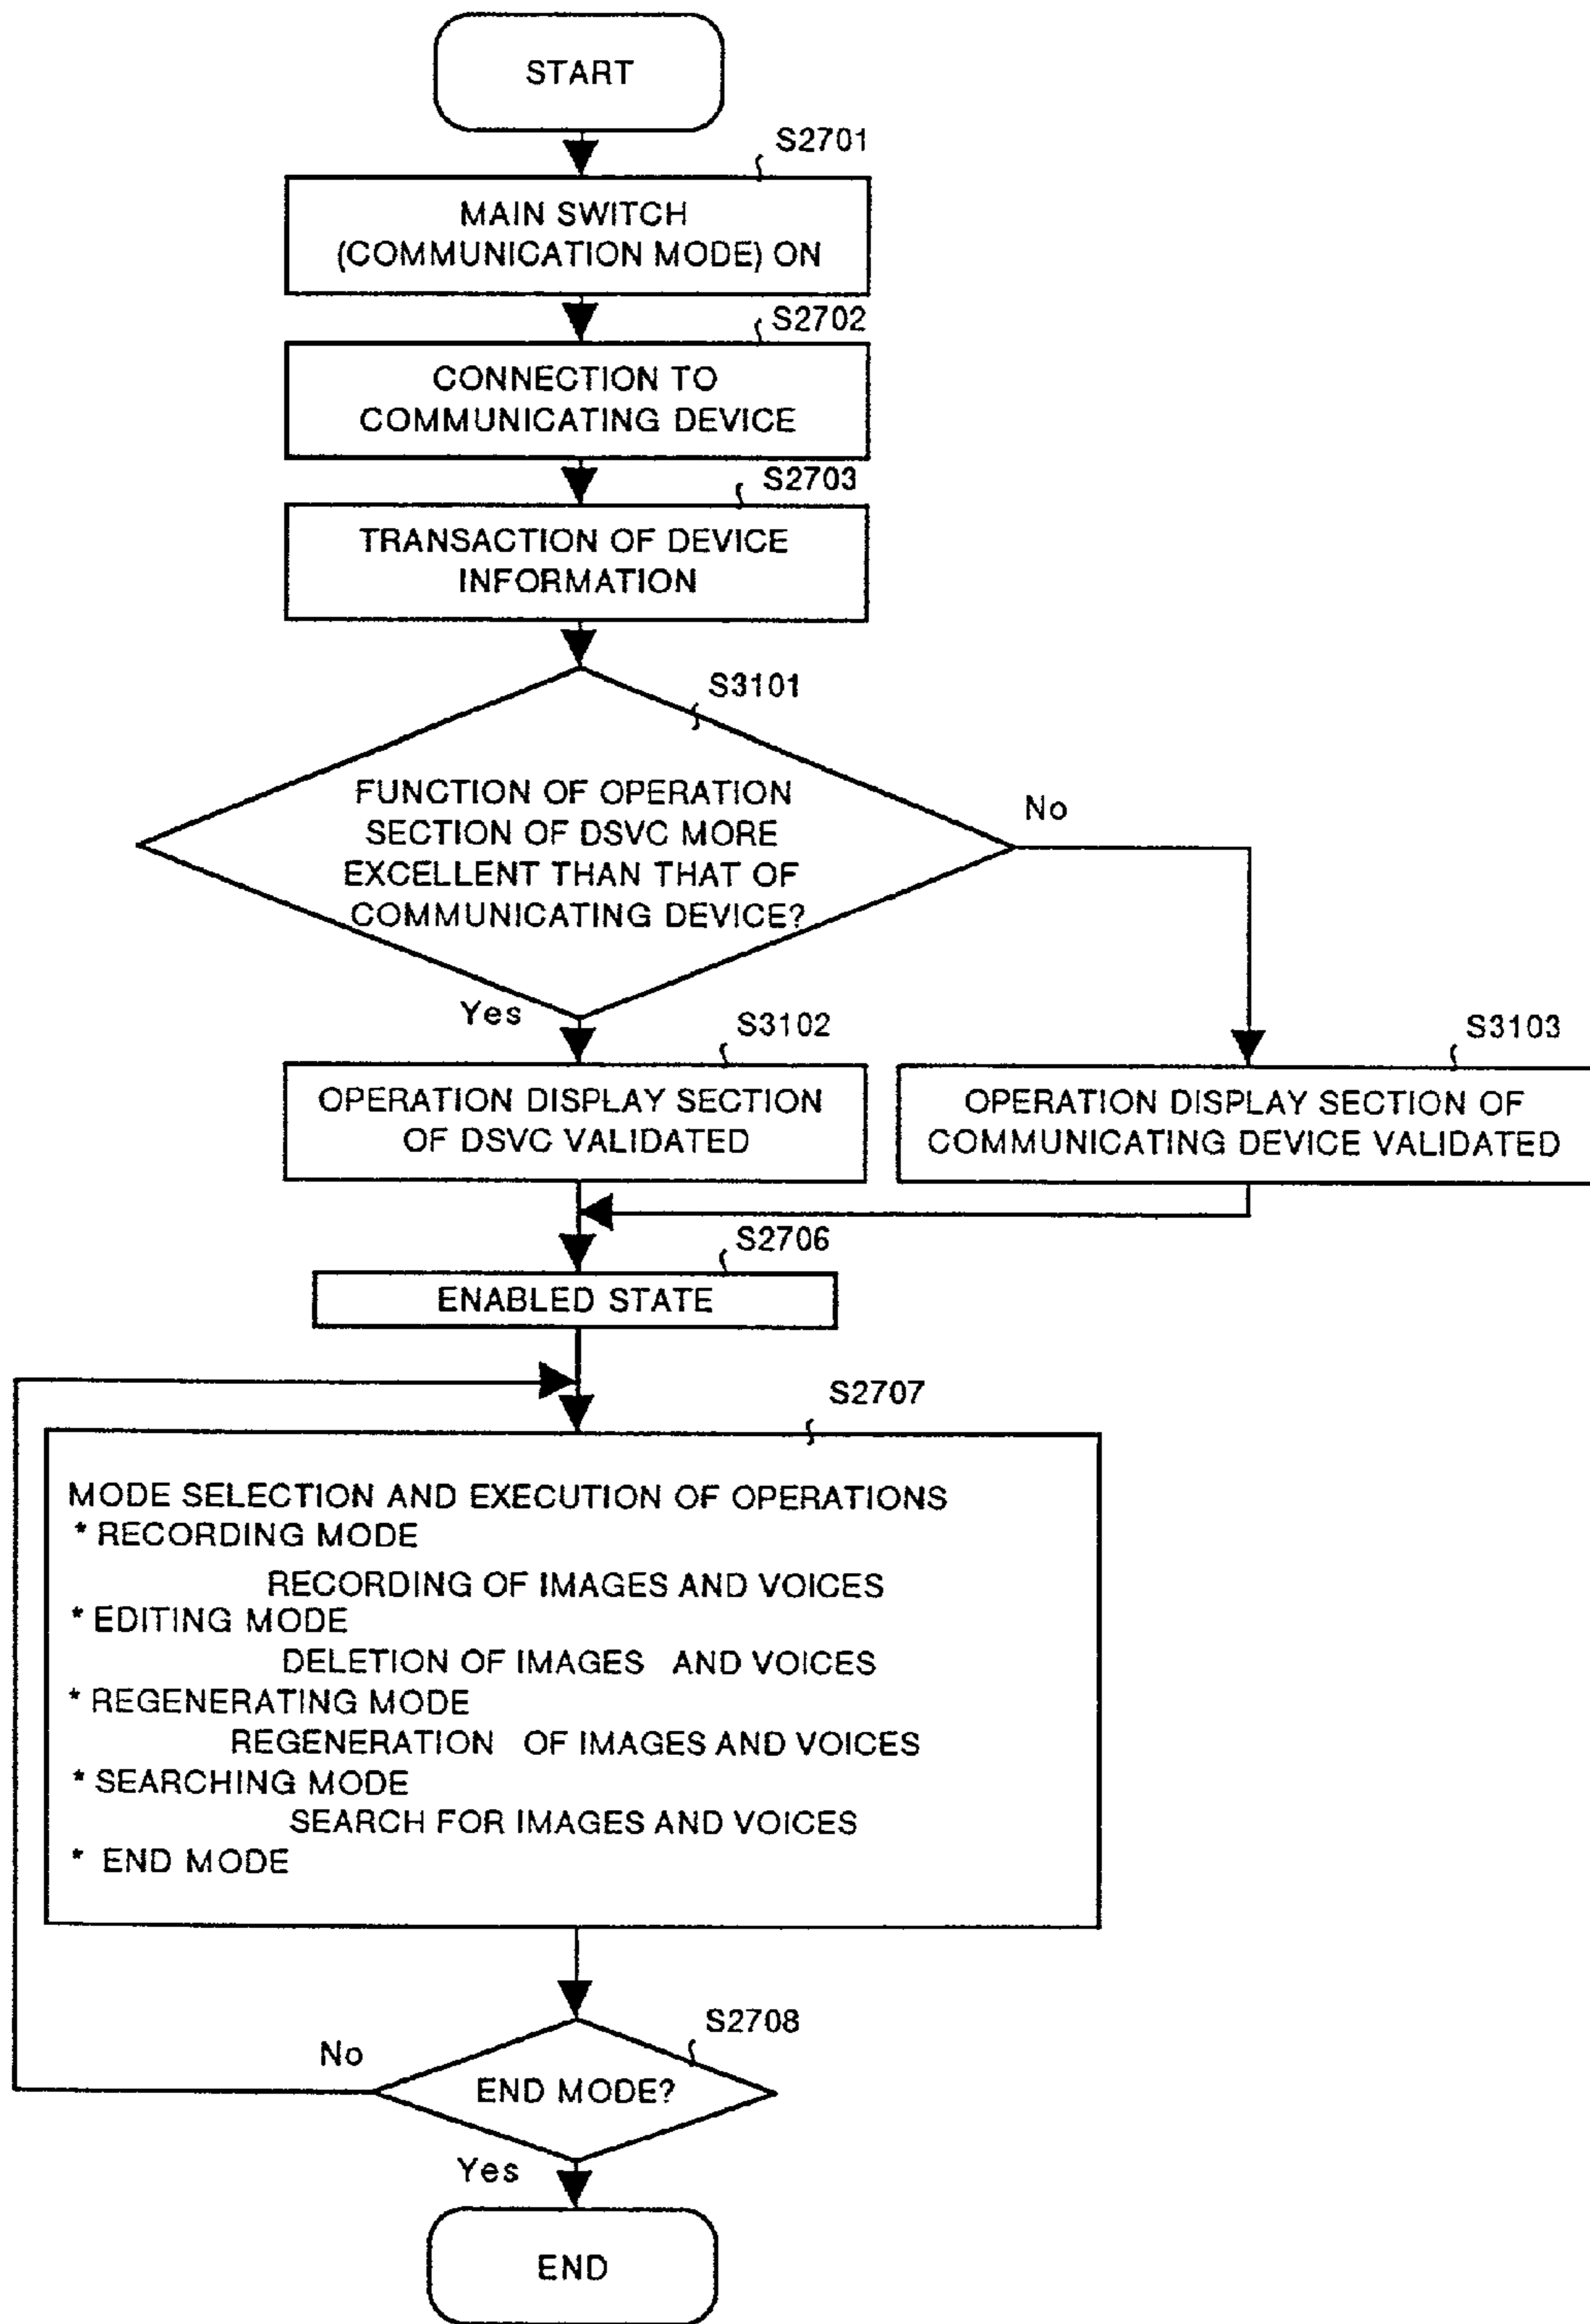 START
S2701
MAIN SWITCH
(COMMUNICATION MODE) ON
S2702
CONNECTION TO
COMMUNICATING DEVICE
S2703
TRANSACTION OF DEVICE
INFORMATION
S3101
FUNCTION OF OPERATION
SECTION OF DSVC MORE
EXCELLENT THAN THAT OF
COMMUNICATING DEVICE?
No
Yes
S3102
OPERATION DISPLAY SECTION
OF DSVC VALIDATED
S3103
OPERATION DISPLAY SECTION OF
COMMUNICATING DEVICE VALIDATED
S2706
ENABLED STATE
S2707
MODE SELECTION AND EXECUTION OF OPERATIONS
* RECORDING MODE
RECORDING OF IMAGES AND VOICES
* EDITING MODE
DELETION OF IMAGES AND VOICES
* REGENERATING MODE
REGENERATION OF IMAGES AND VOICES
* SEARCHING MODE
SEARCH FOR IMAGES AND VOICES
* END MODE
S2708
No
END MODE?
Yes
END